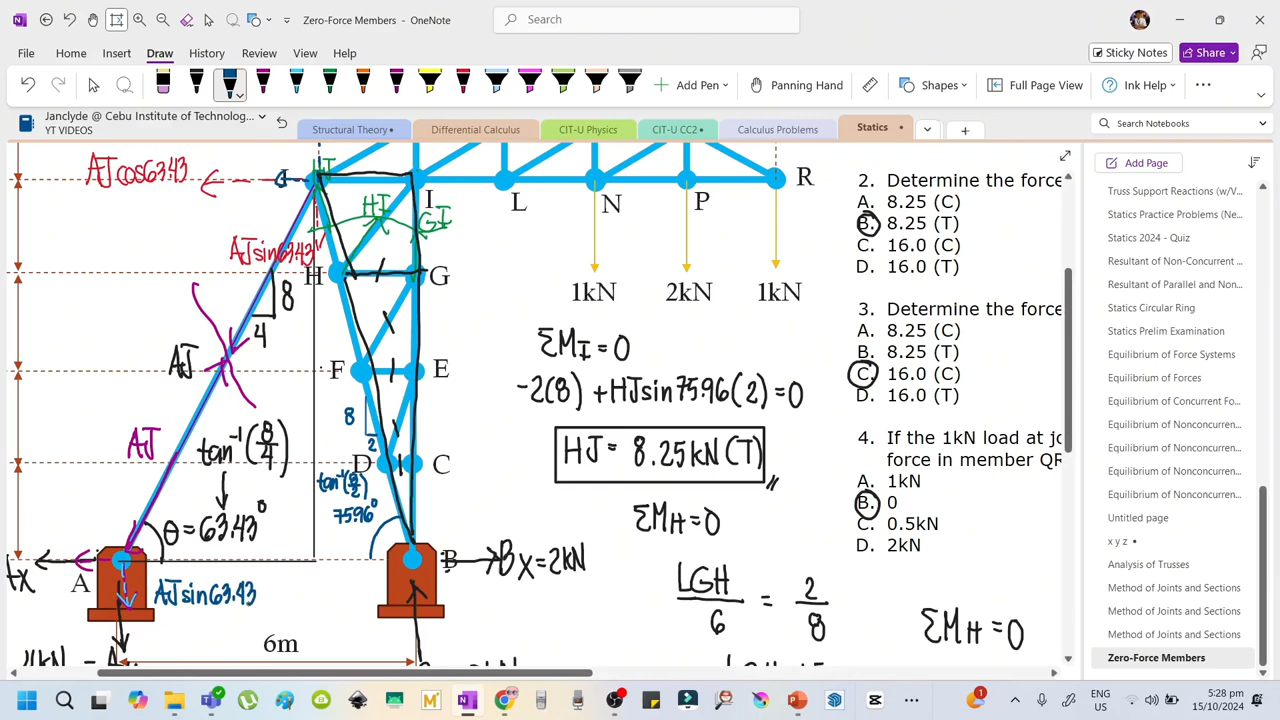 Zero-Force Members - OneNote
Search
File Home Insert Draw History Review View Help
Sticky Notes
Share
Add Pen
Panning Hand
Shapes
Full Page View
Ink Help
Janclyde @ Cebu Institute of Technolog...
YT VIDEOS
Structural Theory
Differential Calculus
CIT-U Physics
CIT-U CC2
Calculus Problems
Statics
Search Notebooks
Add Page
Truss Support Reactions (w/V...
Statics Practice Problems (Ne...
Statics 2024 - Quiz
Resultant of Non-Concurrent ...
Resultant of Parallel and Non...
Statics Circular Ring
Statics Prelim Examination
Equilibrium of Force Systems
Equilibrium of Forces
Equilibrium of Concurrent Fo...
Equilibrium of Nonconcurren...
Equilibrium of Nonconcurren...
Equilibrium of Nonconcurren...
Equilibrium of Nonconcurren...
Untitled page
x y z
Analysis of Trusses
Method of Joints and Sections
Method of Joints and Sections
Method of Joints and Sections
Zero-Force Members
AJcos63.43
HJ
I
L
N
P
R
HI
GI
AJsin63.43
H
G
8
4
1kN
2kN
1kN
AJ
F
E
AJ
8
2
tan⁻¹(8/4)
D
C
tan⁻¹(8/2)
75.96°
θ = 63.43°
A
B
Bx = 2kN
AJsin63.43
6m
ΣM_I = 0
-2(8) + HJsin75.96(2) = 0
HJ = 8.25kN(T)
ΣM_H = 0
LGH/6 = 2/8
ΣM_H = 0
2. Determine the force
A. 8.25 (C)
B. 8.25 (T)
C. 16.0 (C)
D. 16.0 (T)
3. Determine the force
A. 8.25 (C)
B. 8.25 (T)
C. 16.0 (C)
D. 16.0 (T)
4. If the 1kN load at jo
force in member QR
A. 1kN
B. 0
C. 0.5kN
D. 2kN
1
ENG
US
5:28 pm
15/10/2024